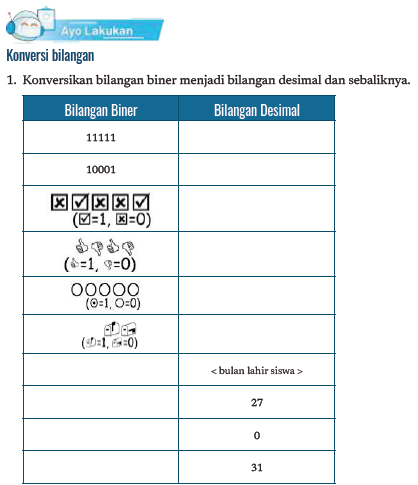 Ayo Lakukan
Konversi bilangan
1. Konversikan bilangan biner menjadi bilangan desimal dan sebaliknya.
Bilangan Biner Bilangan Desimal
11111
10001
(☑=1, ☒=0)
(👍=1, 👎=0)
(⊙=1, ○=0)
(=1, =0)
< bulan lahir siswa >
27
0
31